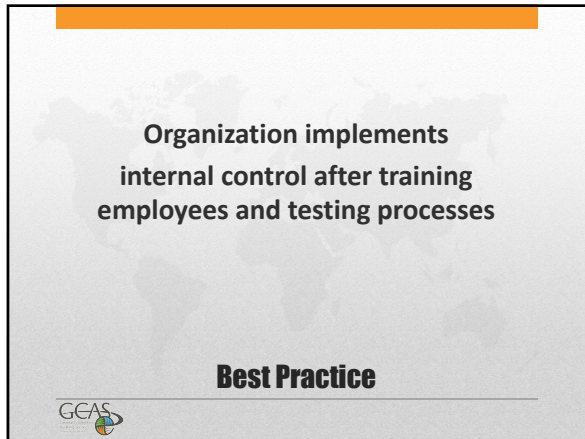 Organization implements
internal control after training
employees and testing processes
Best Practice
GCAS